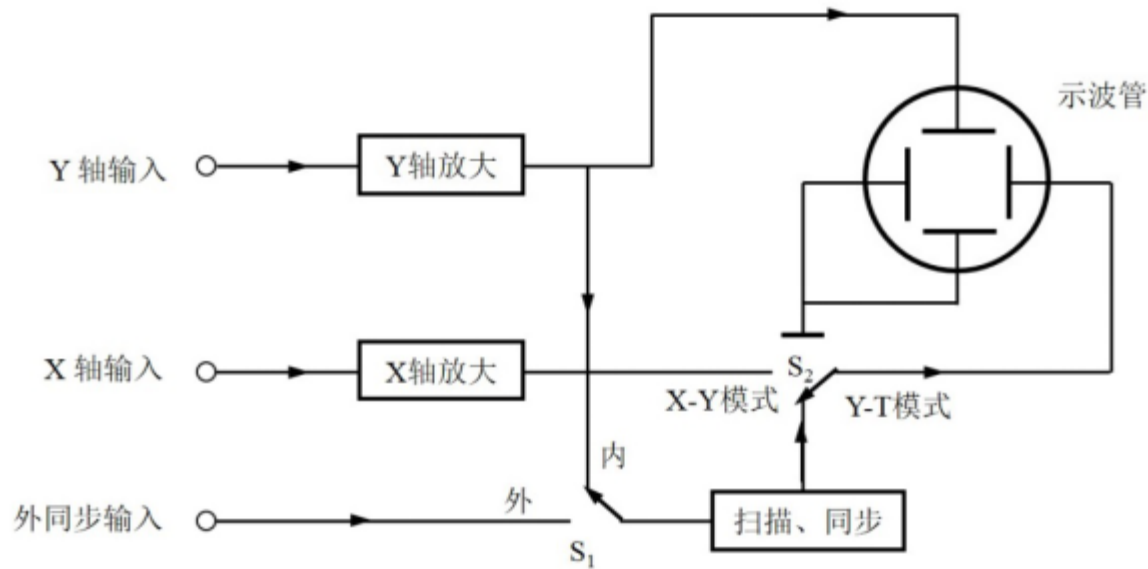 示波管
Y 轴输入
Y轴放大
X 轴输入
X轴放大
S₂
X-Y模式
Y-T模式
内
外
外同步输入
S₁
扫描、同步